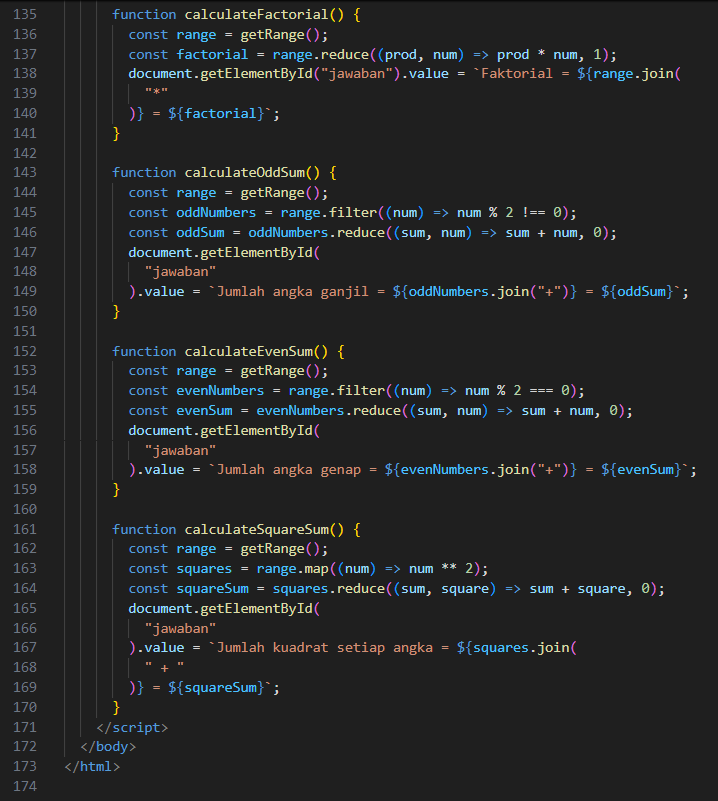 135 function calculateFactorial() {
136 const range = getRange();
137 const factorial = range.reduce((prod, num) => prod * num, 1);
138 document.getElementById("jawaban").value = `Faktorial = ${range.join(
139 "*"
140 )} = ${factorial}`;
141 }
142
143 function calculateOddSum() {
144 const range = getRange();
145 const oddNumbers = range.filter((num) => num % 2 !== 0);
146 const oddSum = oddNumbers.reduce((sum, num) => sum + num, 0);
147 document.getElementById(
148 "jawaban"
149 ).value = `Jumlah angka ganjil = ${oddNumbers.join("+")} = ${oddSum}`;
150 }
151
152 function calculateEvenSum() {
153 const range = getRange();
154 const evenNumbers = range.filter((num) => num % 2 === 0);
155 const evenSum = evenNumbers.reduce((sum, num) => sum + num, 0);
156 document.getElementById(
157 "jawaban"
158 ).value = `Jumlah angka genap = ${evenNumbers.join("+")} = ${evenSum}`;
159 }
160
161 function calculateSquareSum() {
162 const range = getRange();
163 const squares = range.map((num) => num ** 2);
164 const squareSum = squares.reduce((sum, square) => sum + square, 0);
165 document.getElementById(
166 "jawaban"
167 ).value = `Jumlah kuadrat setiap angka = ${squares.join(
168 " + "
169 )} = ${squareSum}`;
170 }
171 </script>
172 </body>
173 </html>
174